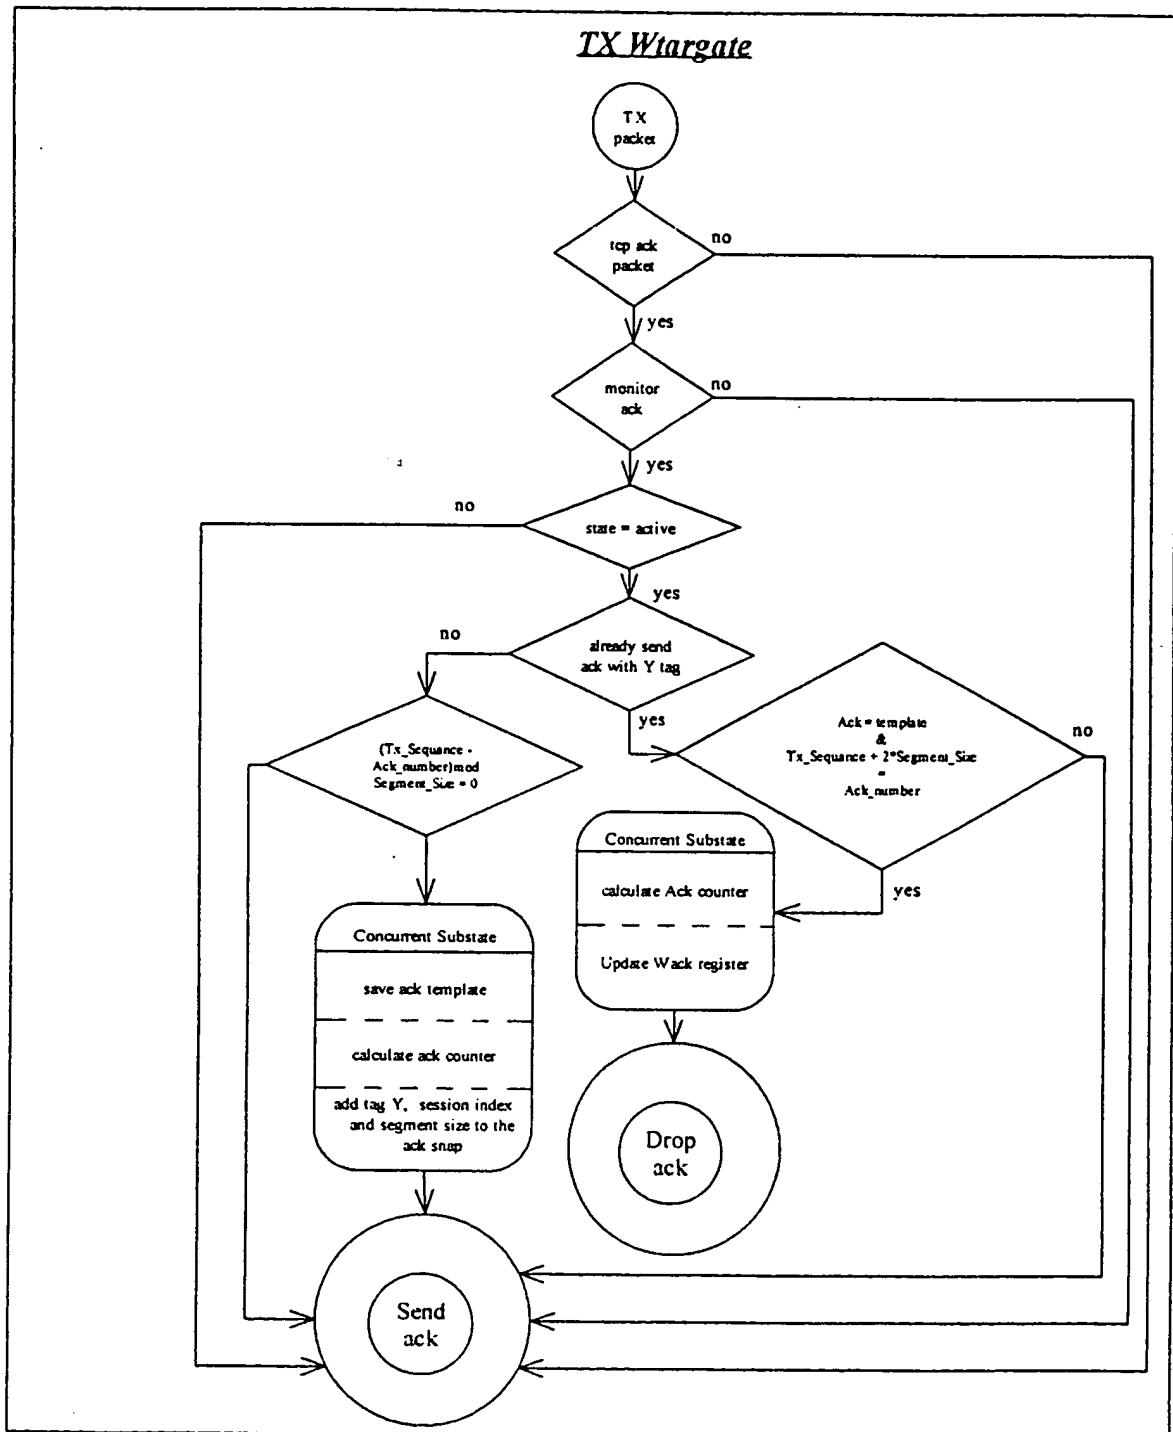 TX Wtargate
TX
packet
tcp ack
packet
no
yes
monitor
ack
no
yes
state = active
no
yes
already send
ack with Y tag
no
yes
(Tx_Sequance -
Ack_number)mod
Segment_Size = 0
Ack = template
&
Tx_Sequance + 2*Segment_Size
=
Ack_number
no
yes
Concurrent Substate
calculate Ack counter
Update Wack register
Concurrent Substate
save ack template
calculate ack counter
add tag Y, session index
and segment size to the
ack snap
Drop
ack
Send
ack